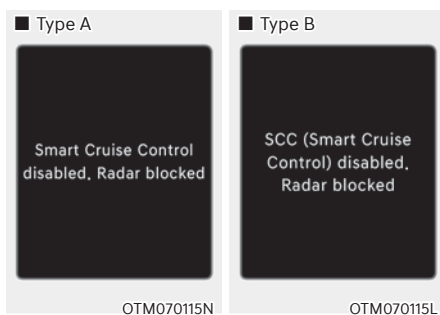 ■ Type A
Smart Cruise Control
disabled. Radar blocked
OTM070115N
■ Type B
SCC (Smart Cruise
Control) disabled.
Radar blocked
OTM070115L